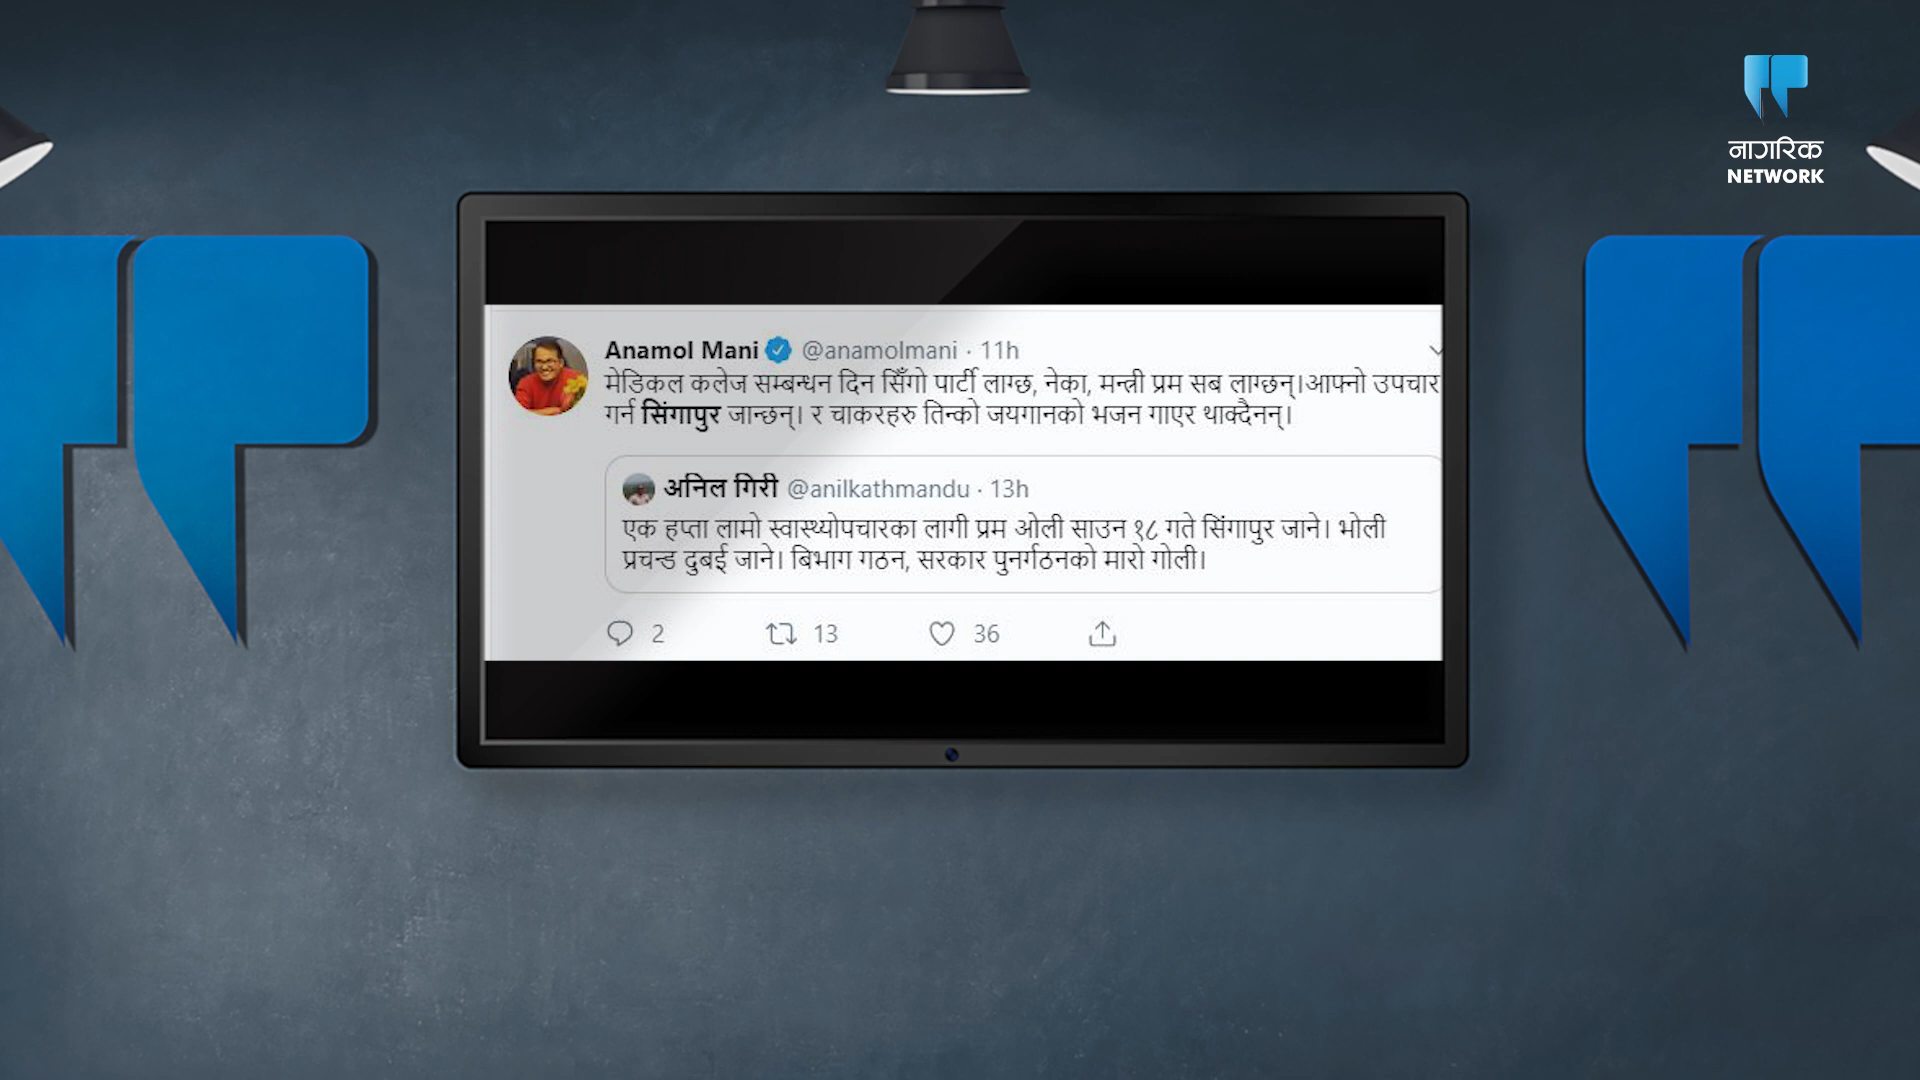 नागरिक
NETWORK
Anamol Mani @anamolmani · 11h
मेडिकल कलेज सम्बन्धन दिन सिँगो पार्टी लाग्छ, नेका, मन्त्री प्रम सब लाग्छन्।आफ्नो उपचार
गर्न सिंगापुर जान्छन्। र चाकरहरु तिन्को जयगानको भजन गाएर थाक्दैनन्।
अनिल गिरी @anilkathmandu · 13h
एक हप्ता लामो स्वास्थ्योपचारका लागी प्रम ओली साउन १८ गते सिंगापुर जाने। भोली
प्रचन्ड दुबई जाने। बिभाग गठन, सरकार पुनर्गठनको मारो गोली।
2 13 36